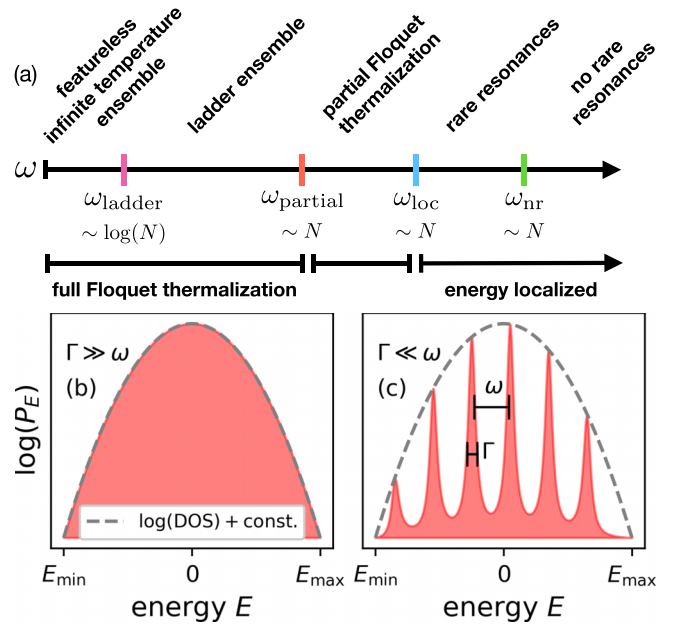 (a)
featureless
infinite temperature
ensemble
ladder ensemble
partial Floquet
thermalization
rare resonances
no rare
resonances
ω
ω_ladder
ω_partial
ω_loc
ω_nr
~ log(N)
~ N
~ N
~ N
full Floquet thermalization
energy localized
Γ ≫ ω
(b)
log(P_E)
log(DOS) + const.
E_min
0
E_max
energy E
Γ ≪ ω
(c)
ω
Γ
E_min
0
E_max
energy E